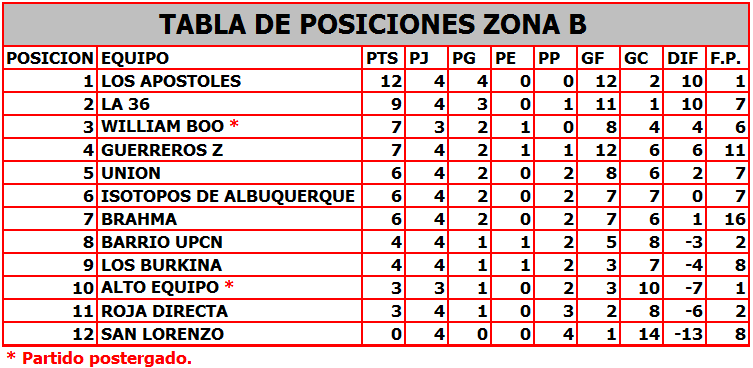 TABLA DE POSICIONES ZONA B
POSICION EQUIPO PTS PJ PG PE PP GF GC DIF F.P.
1 LOS APOSTOLES 12 4 4 0 0 12 2 10 1
2 LA 36 9 4 3 0 1 11 1 10 7
3 WILLIAM BOO * 7 3 2 1 0 8 4 4 6
4 GUERREROS Z 7 4 2 1 1 12 6 6 11
5 UNION 6 4 2 0 2 8 6 2 7
6 ISOTOPOS DE ALBUQUERQUE 6 4 2 0 2 7 7 0 7
7 BRAHMA 6 4 2 0 2 7 6 1 16
8 BARRIO UPCN 4 4 1 1 2 5 8 -3 2
9 LOS BURKINA 4 4 1 1 2 3 7 -4 8
10 ALTO EQUIPO * 3 3 1 0 2 3 10 -7 1
11 ROJA DIRECTA 3 4 1 0 3 2 8 -6 2
12 SAN LORENZO 0 4 0 0 4 1 14 -13 8
* Partido postergado.